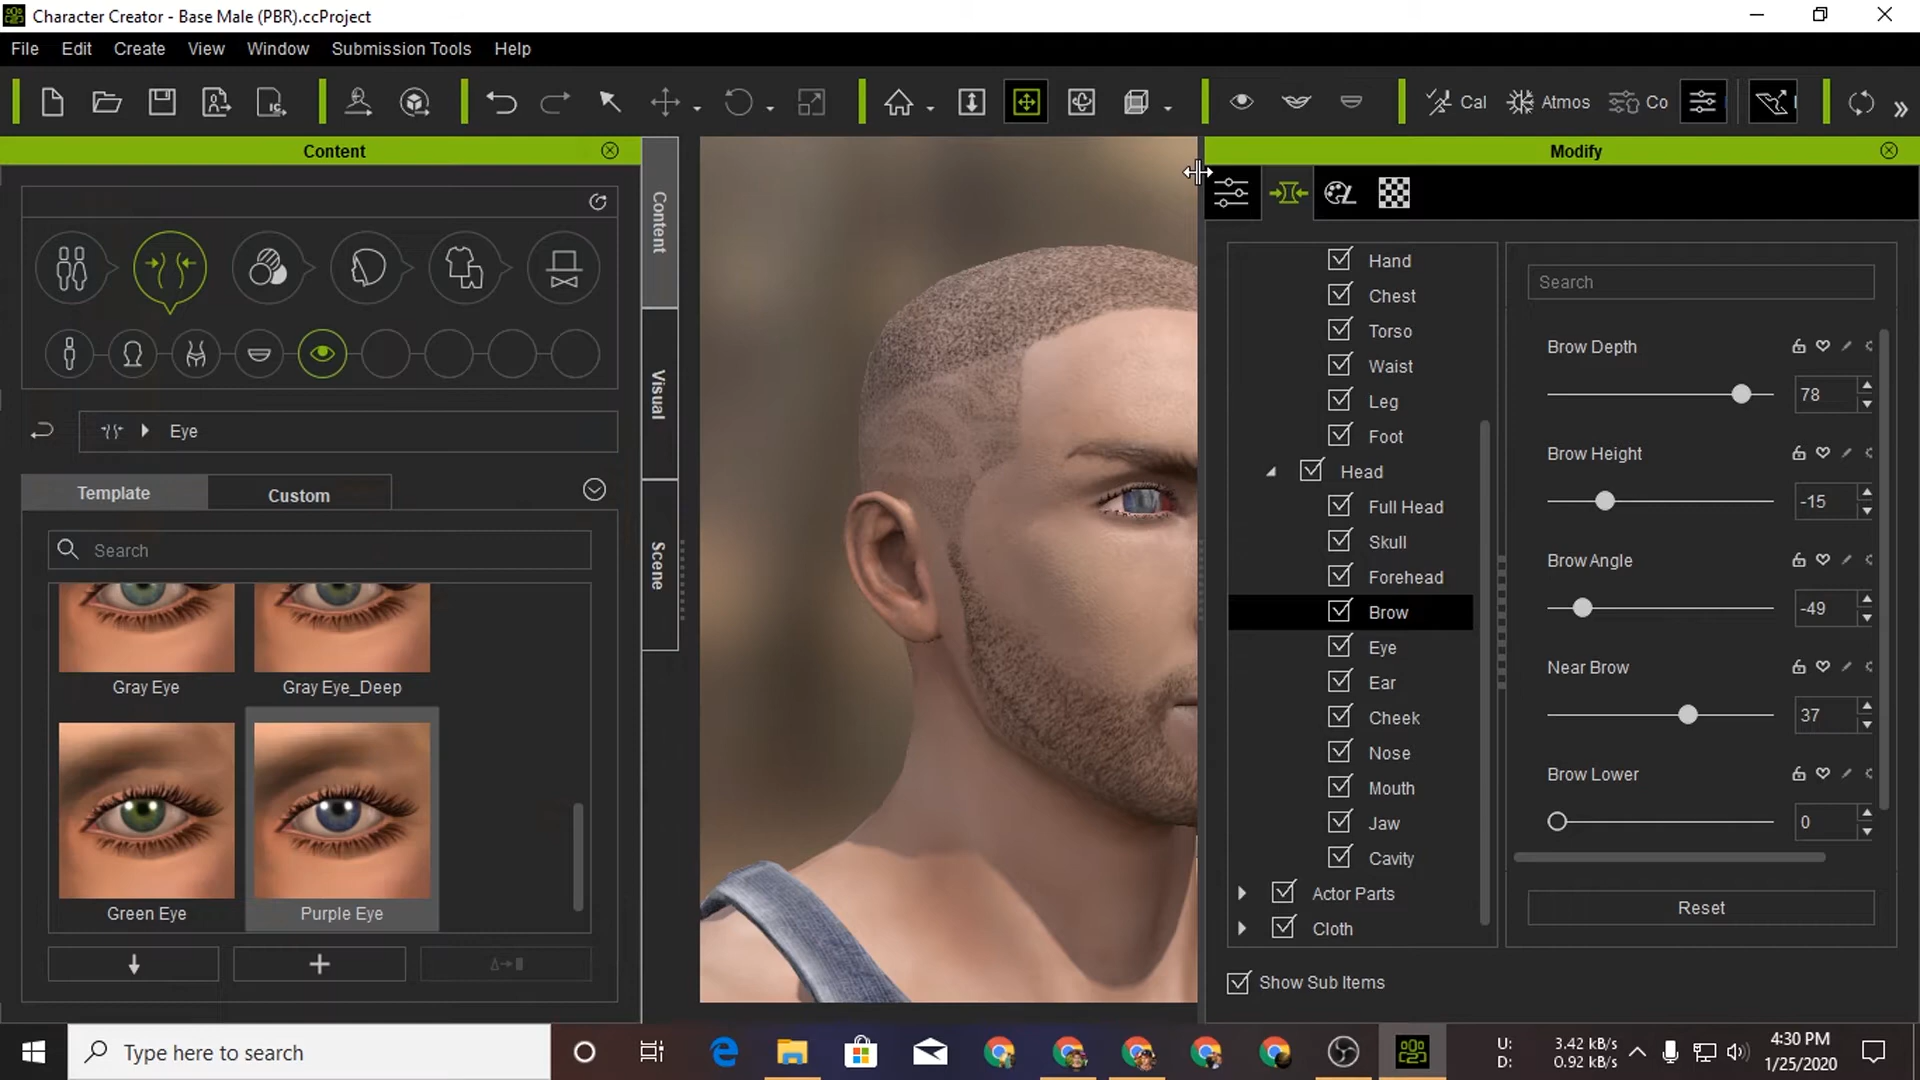 Character Creator - Base Male (PBR).ccProject
File Edit Create View Window Submission Tools Help
Cal Atmos Co
Content
Modify
Content
Visual
Scene
Eye
Template Custom
Search
Gray Eye Gray Eye_Deep
Green Eye Purple Eye
Hand
Chest
Torso
Waist
Leg
Foot
Head
Full Head
Skull
Forehead
Brow
Eye
Ear
Cheek
Nose
Mouth
Jaw
Cavity
Actor Parts
Cloth
Show Sub Items
Search
Brow Depth
78
Brow Height
-15
Brow Angle
-49
Near Brow
37
Brow Lower
0
Reset
Type here to search
U: 3.42 kB/s
D: 0.92 kB/s
4:30 PM
1/25/2020